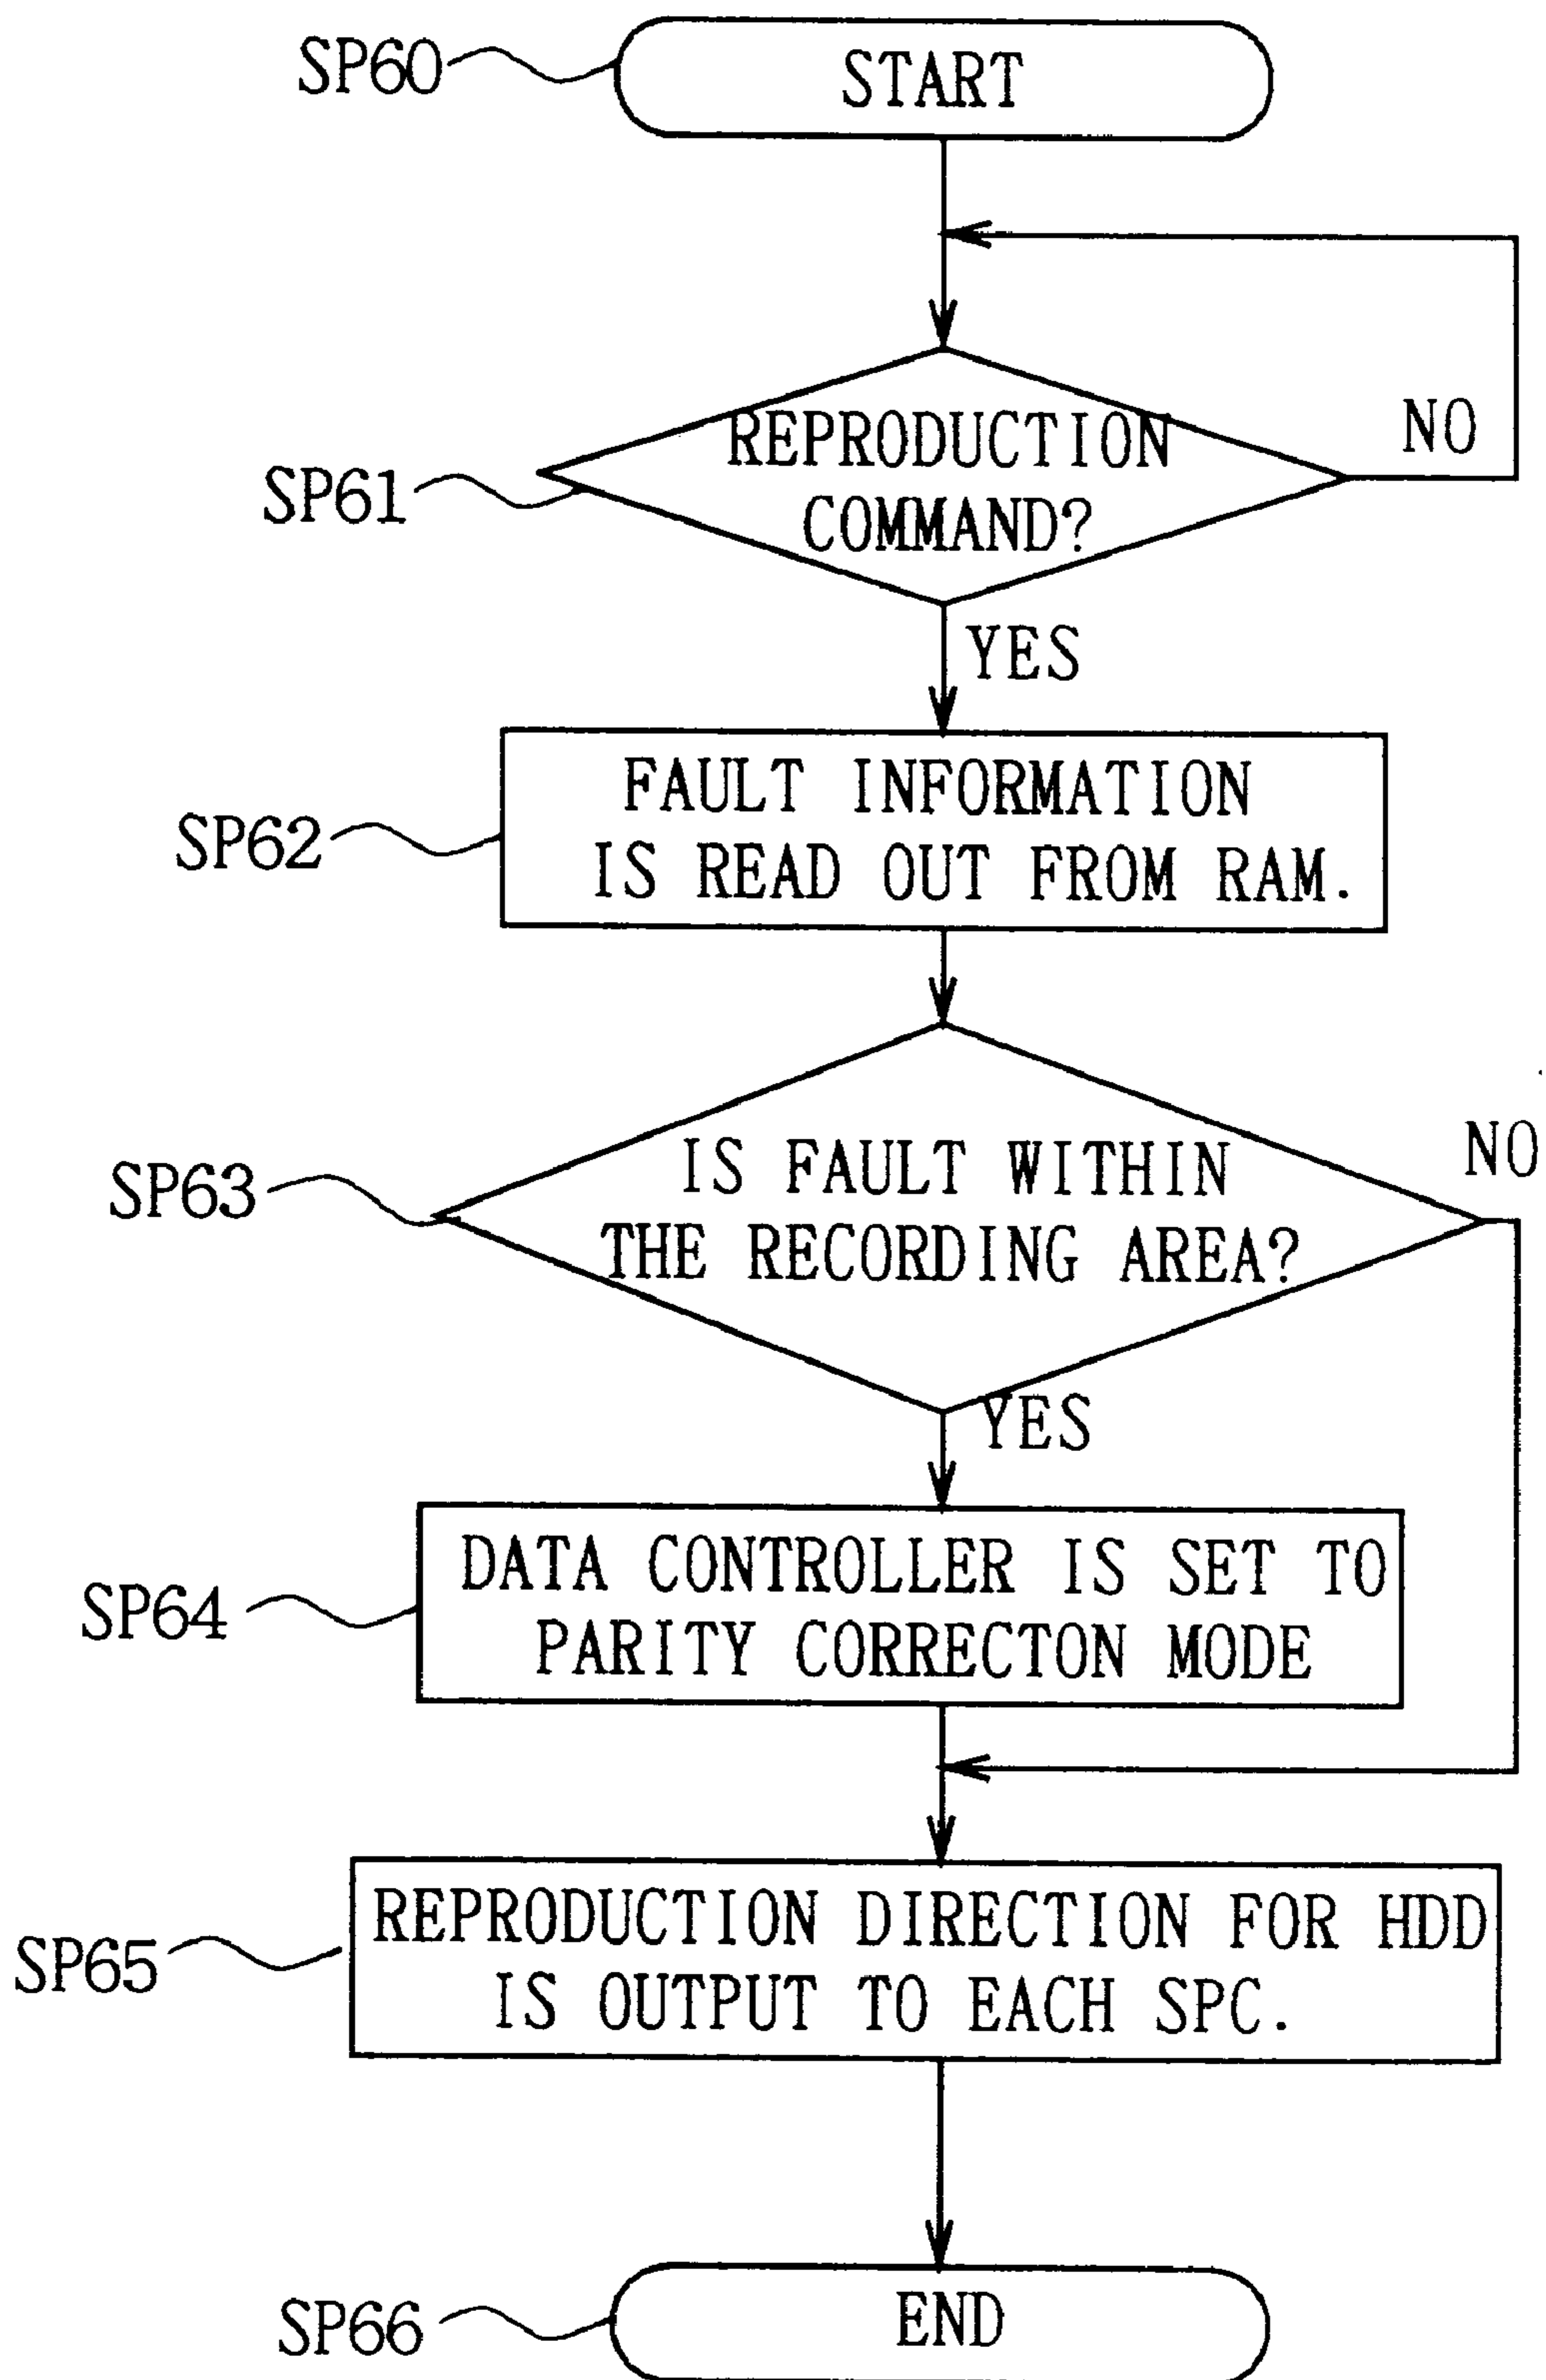 SP60
START
SP61
REPRODUCTION
COMMAND?
NO
YES
SP62
FAULT INFORMATION
IS READ OUT FROM RAM.
SP63
IS FAULT WITHIN
THE RECORDING AREA?
NO
YES
SP64
DATA CONTROLLER IS SET TO
PARITY CORRECTON MODE
SP65
REPRODUCTION DIRECTION FOR HDD
IS OUTPUT TO EACH SPC.
SP66
END